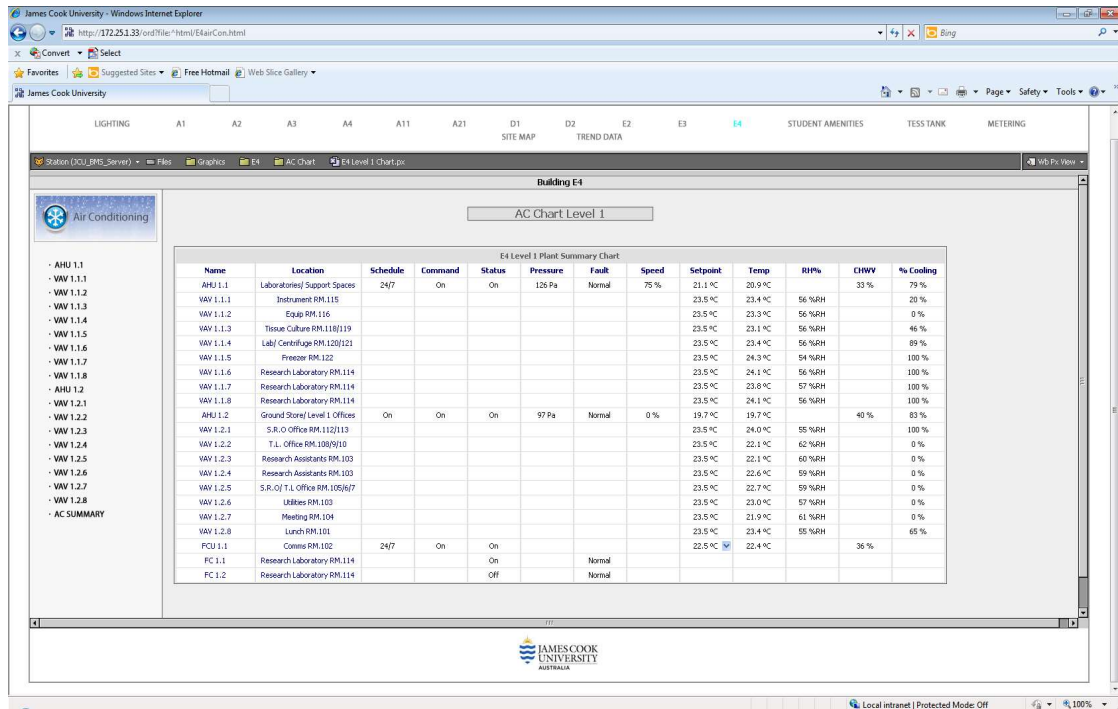 James Cook University - Windows Internet Explorer
http://172.25.1.33/ord?file:^html/E4airCon.html
Bing
x Convert Select
Favorites Suggested Sites Free Hotmail Web Slice Gallery
James Cook University
Page Safety Tools
LIGHTING A1 A2 A3 A4 A11 A21 D1 D2 E2 E3 E4 STUDENT AMENITIES TESS TANK METERING
SITE MAP TREND DATA
Station (JCU_BMS_Server) Files Graphics E4 AC Chart E4 Level 1 Chart.px Wb Px View
Building E4
Air Conditioning
AC Chart Level 1
· AHU 1.1
· VAV 1.1.1
· VAV 1.1.2
· VAV 1.1.3
· VAV 1.1.4
· VAV 1.1.5
· VAV 1.1.6
· VAV 1.1.7
· VAV 1.1.8
· AHU 1.2
· VAV 1.2.1
· VAV 1.2.2
· VAV 1.2.3
· VAV 1.2.4
· VAV 1.2.5
· VAV 1.2.6
· VAV 1.2.7
· VAV 1.2.8
· AC SUMMARY
E4 Level 1 Plant Summary Chart
Name Location Schedule Command Status Pressure Fault Speed Setpoint Temp RH% CHWV % Cooling
AHU 1.1 Laboratories/ Support Spaces 24/7 On On 126 Pa Normal 75 % 21.1 ºC 20.9 ºC 33 % 79 %
VAV 1.1.1 Instrument RM.115 23.5 ºC 23.4 ºC 56 %RH 20 %
VAV 1.1.2 Equip RM.116 23.5 ºC 23.3 ºC 56 %RH 0 %
VAV 1.1.3 Tissue Culture RM.118/119 23.5 ºC 23.1 ºC 56 %RH 46 %
VAV 1.1.4 Lab/ Centrifuge RM.120/121 23.5 ºC 23.4 ºC 56 %RH 89 %
VAV 1.1.5 Freezer RM.122 23.5 ºC 24.3 ºC 54 %RH 100 %
VAV 1.1.6 Research Laboratory RM.114 23.5 ºC 24.1 ºC 56 %RH 100 %
VAV 1.1.7 Research Laboratory RM.114 23.5 ºC 23.8 ºC 57 %RH 100 %
VAV 1.1.8 Research Laboratory RM.114 23.5 ºC 24.1 ºC 56 %RH 100 %
AHU 1.2 Ground Store/ Level 1 Offices On On On 97 Pa Normal 0 % 19.7 ºC 19.7 ºC 40 % 83 %
VAV 1.2.1 S.R.O Office RM.112/113 23.5 ºC 24.0 ºC 55 %RH 100 %
VAV 1.2.2 T.L. Office RM.108/9/10 23.5 ºC 22.1 ºC 62 %RH 0 %
VAV 1.2.3 Research Assistants RM.103 23.5 ºC 22.1 ºC 60 %RH 0 %
VAV 1.2.4 Research Assistants RM.103 23.5 ºC 22.6 ºC 59 %RH 0 %
VAV 1.2.5 S.R.O/ T.L Office RM.105/6/7 23.5 ºC 22.7 ºC 59 %RH 0 %
VAV 1.2.6 Utilities RM.103 23.5 ºC 23.0 ºC 57 %RH 0 %
VAV 1.2.7 Meeting RM.104 23.5 ºC 21.9 ºC 61 %RH 0 %
VAV 1.2.8 Lunch RM.101 23.5 ºC 23.4 ºC 55 %RH 65 %
FCU 1.1 Comms RM.102 24/7 On On 22.5 ºC 22.4 ºC 36 %
FC 1.1 Research Laboratory RM.114 On Normal
FC 1.2 Research Laboratory RM.114 Off Normal
JAMES COOK
UNIVERSITY
AUSTRALIA
Local intranet | Protected Mode: Off 100%